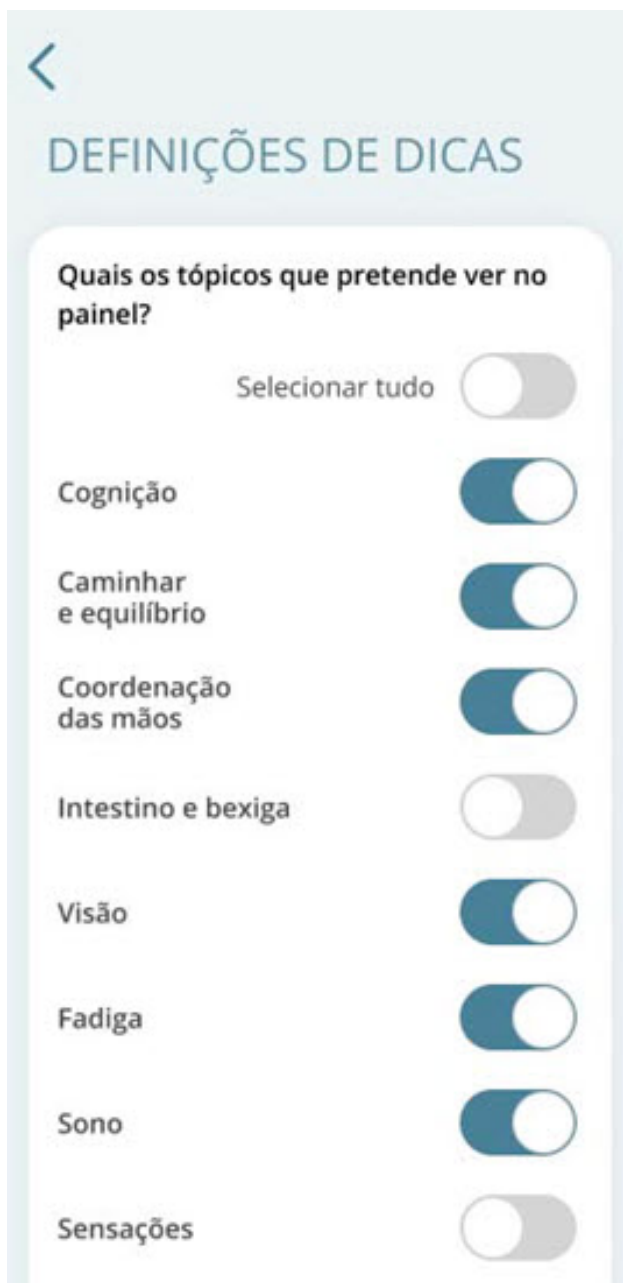 DEFINIÇÕES DE DICAS
Quais os tópicos que pretende ver no
painel?
Selecionar tudo
Cognição
Caminhar
e equilíbrio
Coordenação
das mãos
Intestino e bexiga
Visão
Fadiga
Sono
Sensações